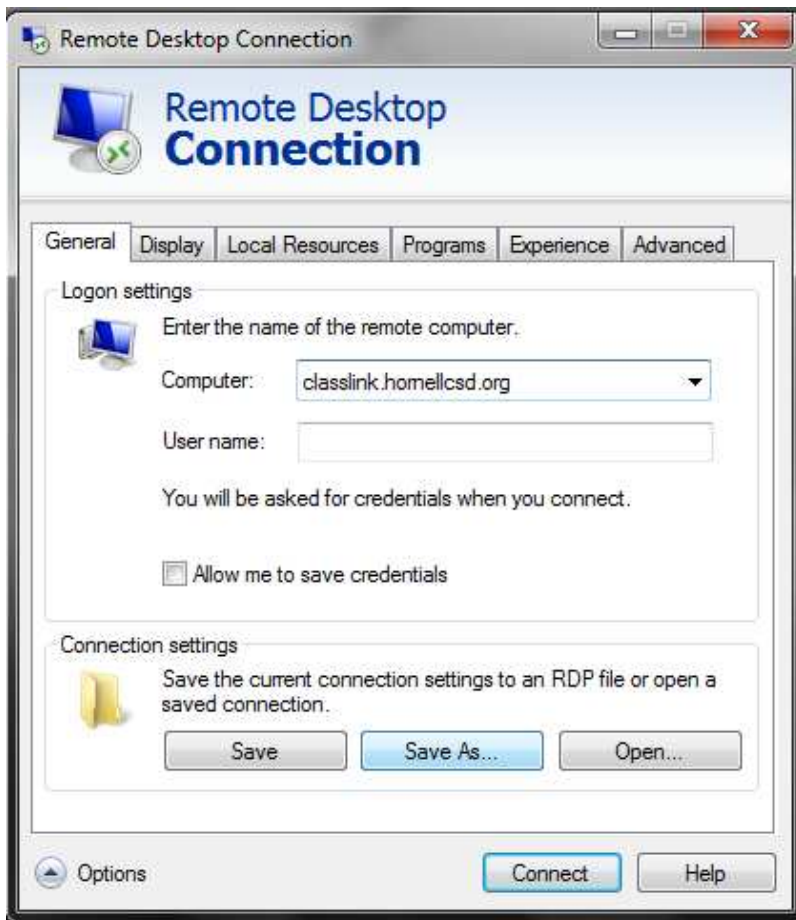 Remote Desktop Connection
Remote Desktop
Connection
General Display Local Resources Programs Experience Advanced
Logon settings
Enter the name of the remote computer.
Computer: classlink.hornellcsd.org
User name:
You will be asked for credentials when you connect.
Allow me to save credentials
Connection settings
Save the current connection settings to an RDP file or open a
saved connection.
Save Save As... Open...
Options Connect Help